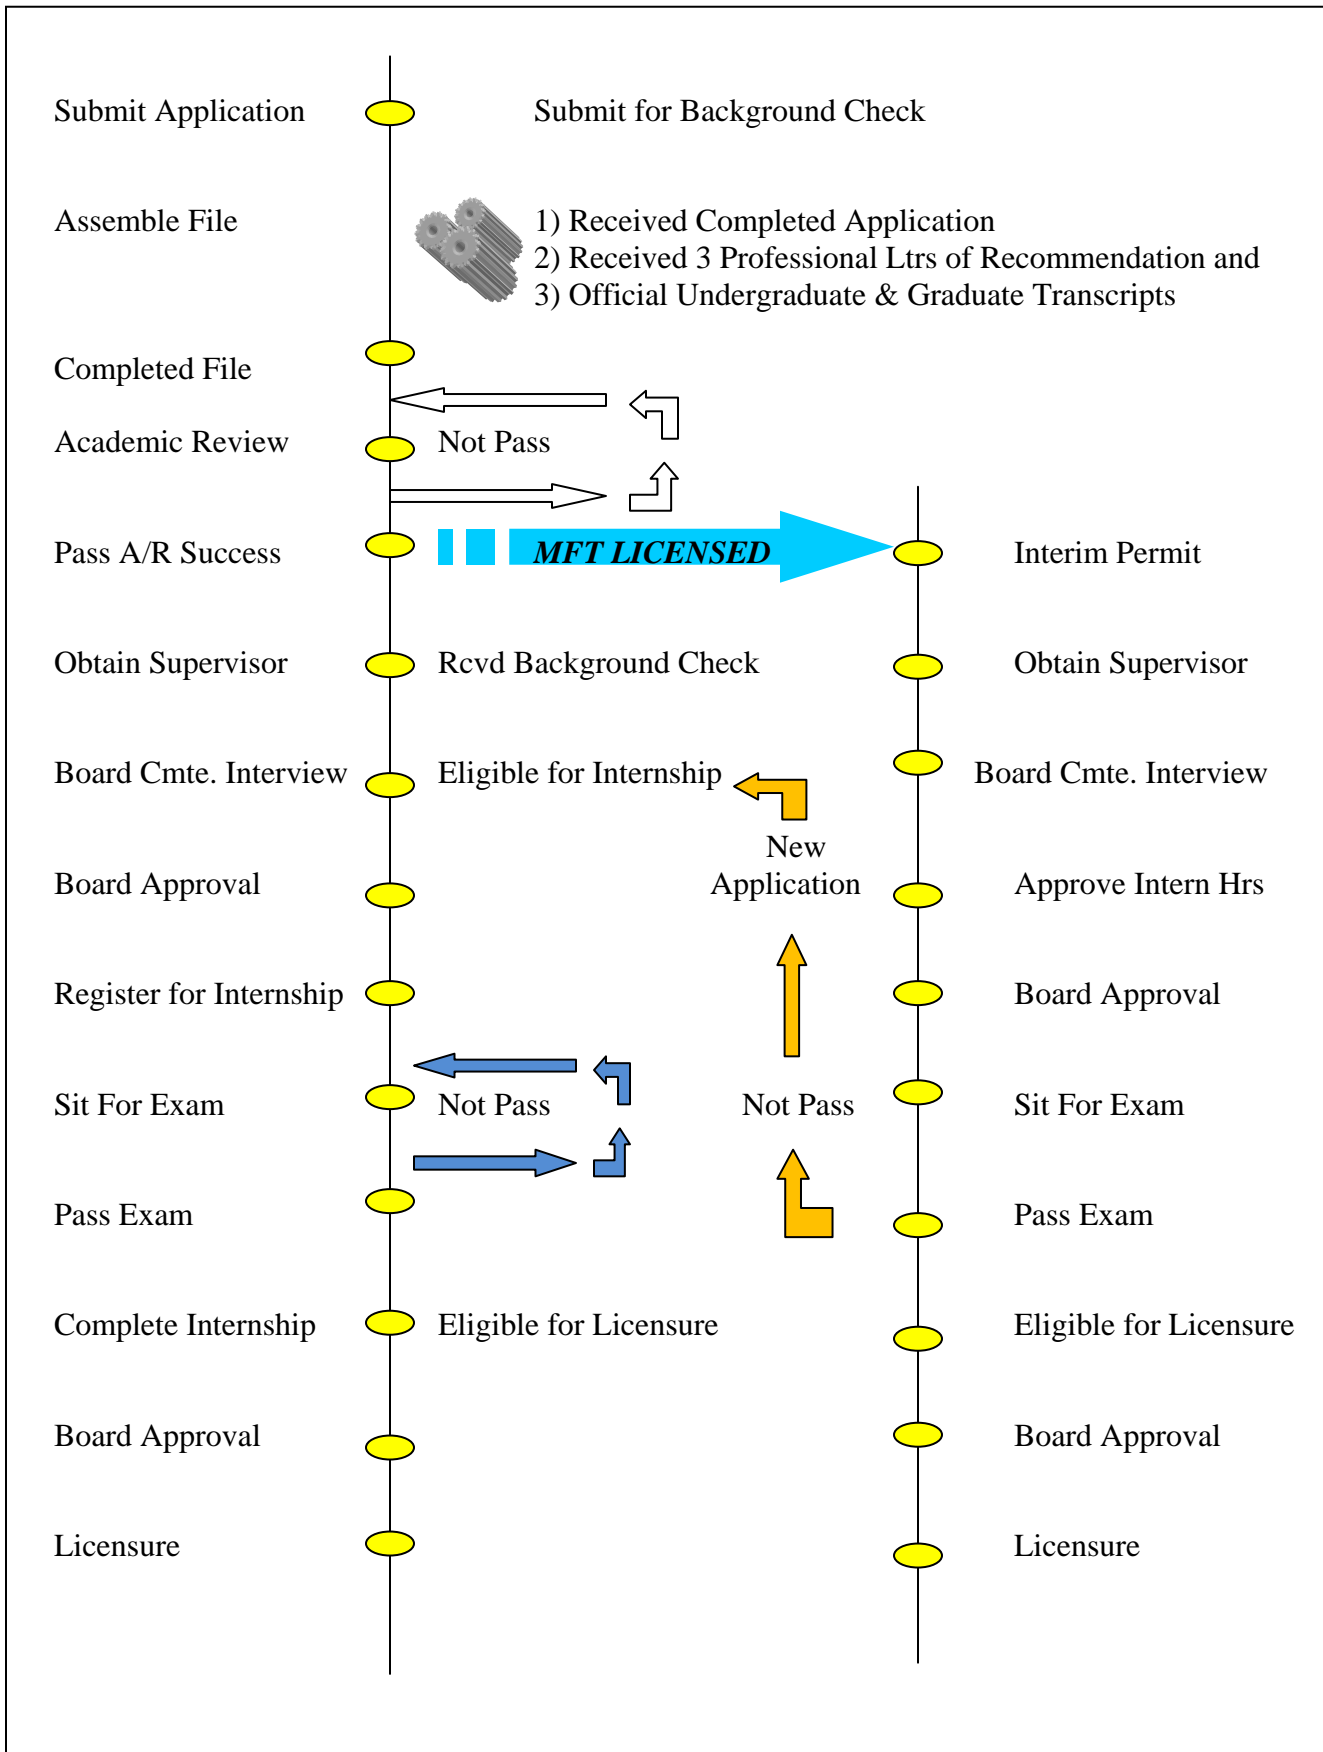 Submit Application
Submit for Background Check
Assemble File
1) Received Completed Application
2) Received 3 Professional Ltrs of Recommendation and
3) Official Undergraduate & Graduate Transcripts
Completed File
Academic Review
Not Pass
Pass A/R Success
MFT LICENSED
Interim Permit
Obtain Supervisor
Rcvd Background Check
Obtain Supervisor
Board Cmte. Interview
Eligible for Internship
Board Cmte. Interview
New
Application
Board Approval
Approve Intern Hrs
Register for Internship
Board Approval
Sit For Exam
Not Pass
Not Pass
Sit For Exam
Pass Exam
Pass Exam
Complete Internship
Eligible for Licensure
Eligible for Licensure
Board Approval
Board Approval
Licensure
Licensure